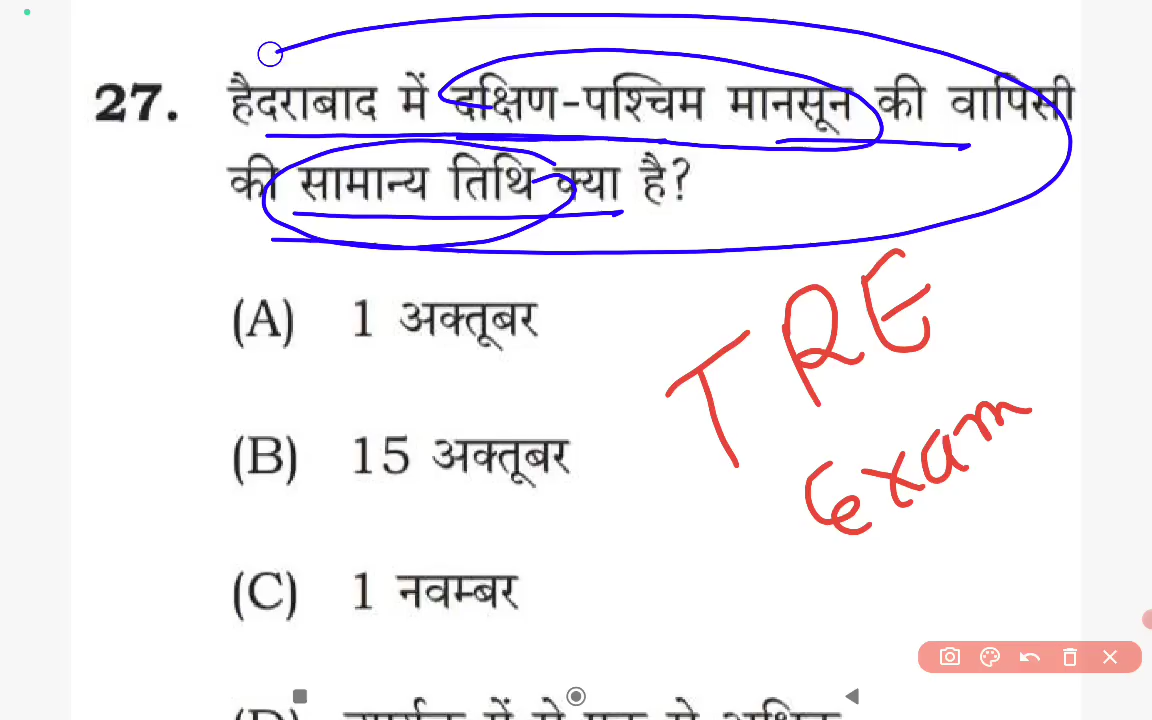 27. हैदराबाद में दक्षिण-पश्चिम मानसून की वापिसी
की सामान्य तिथि क्या है?
(A) 1 अक्तूबर
TRE
(B) 15 अक्तूबर
Exam
(C) 1 नवम्बर